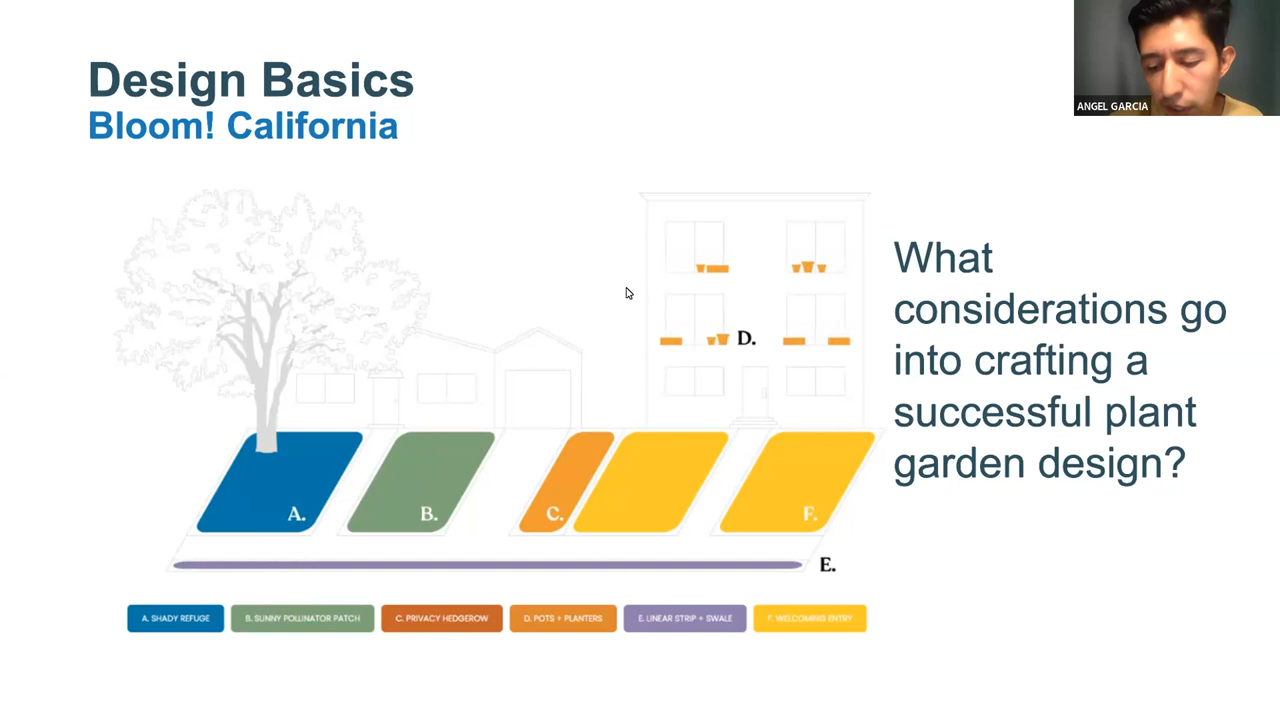 Design Basics
Bloom! California
ANGEL GARCIA
What
considerations go
into crafting a
successful plant
garden design?
D.
A.
B.
C.
F.
E.
A. SHADY REFUGE
B. SUNNY POLLINATOR PATCH
C. PRIVACY HEDGEROW
D. POTS + PLANTERS
E. LINEAR STRIP + SWALE
F. WELCOMING ENTRY